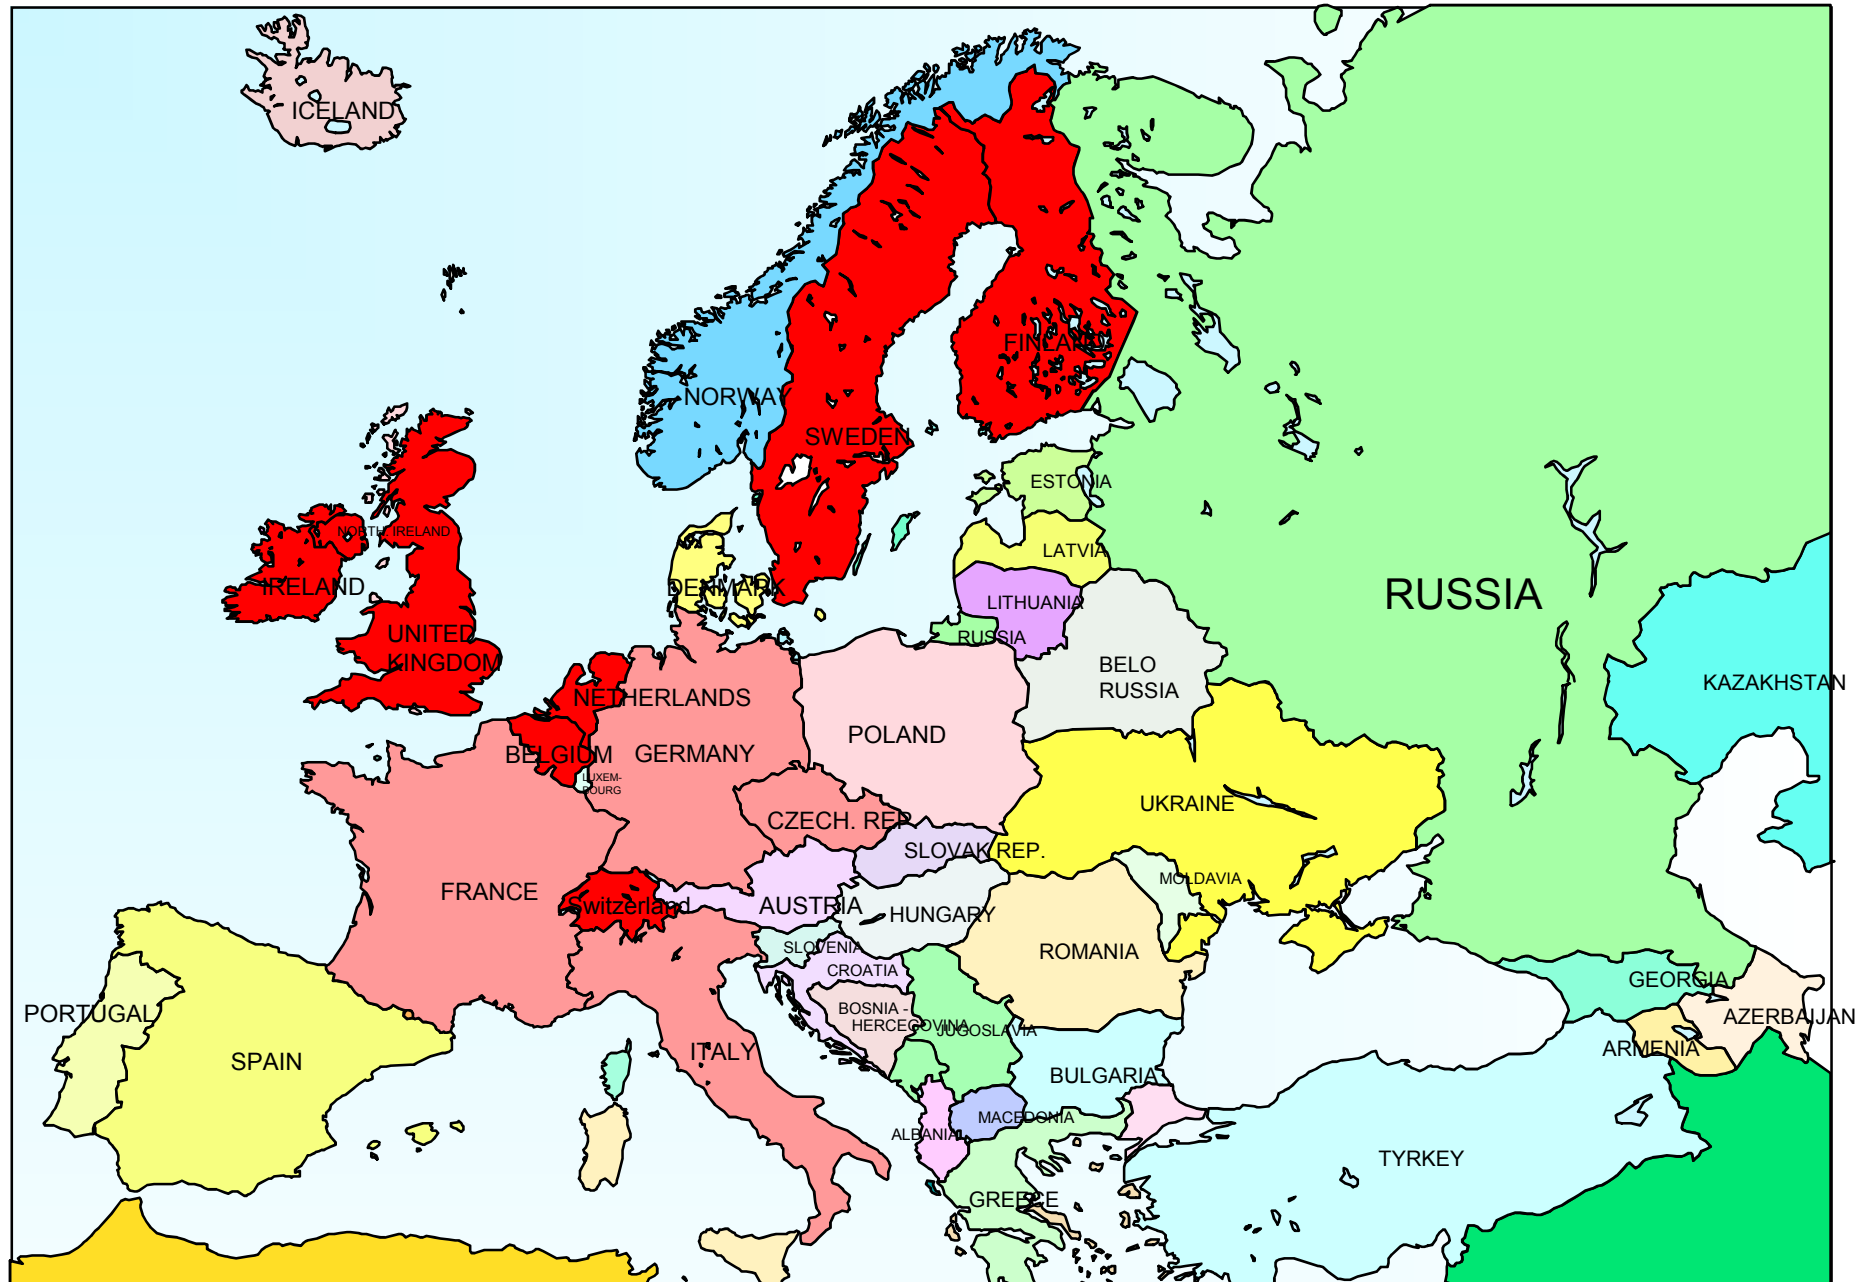 ICELAND
FINLAND
NORWAY
SWEDEN
ESTONIA
NORTH. IRELAND
LATVIA
IRELAND
DENMARK
LITHUANIA
RUSSIA
UNITED
KINGDOM
RUSSIA
BELO
RUSSIA
KAZAKHSTAN
NETHERLANDS
POLAND
BELGIUM
GERMANY
LUXEM-
BOURG
UKRAINE
CZECH. REP.
SLOVAK REP.
MOLDAVIA
FRANCE
Switzerland
AUSTRIA
HUNGARY
SLOVENIA
ROMANIA
CROATIA
GEORGIA
PORTUGAL
BOSNIA -
HERCEGOVINA
JUGOSLAVIA
AZERBAIJAN
ARMENIA
SPAIN
ITALY
BULGARIA
MACEDONIA
ALBANIA
TYRKEY
GREECE